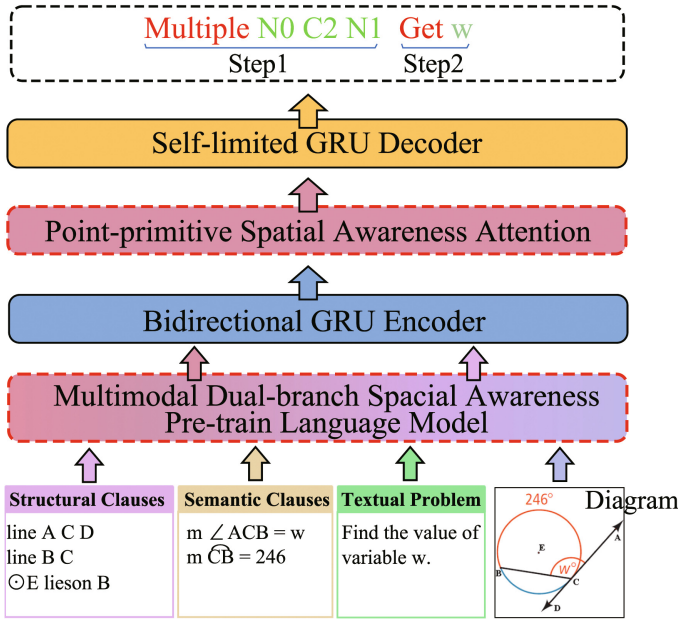 Multiple N0 C2 N1 Get w
Step1 Step2
Self-limited GRU Decoder
Point-primitive Spatial Awareness Attention
Bidirectional GRU Encoder
Multimodal Dual-branch Spacial Awareness
Pre-train Language Model
Structural Clauses
line A C D
line B C
⊙E lieson B
Semantic Clauses
m ∠ACB = w
m C͡B = 246
Textual Problem
Find the value of
variable w.
Diagram
246°
A
E
w°
B
C
D